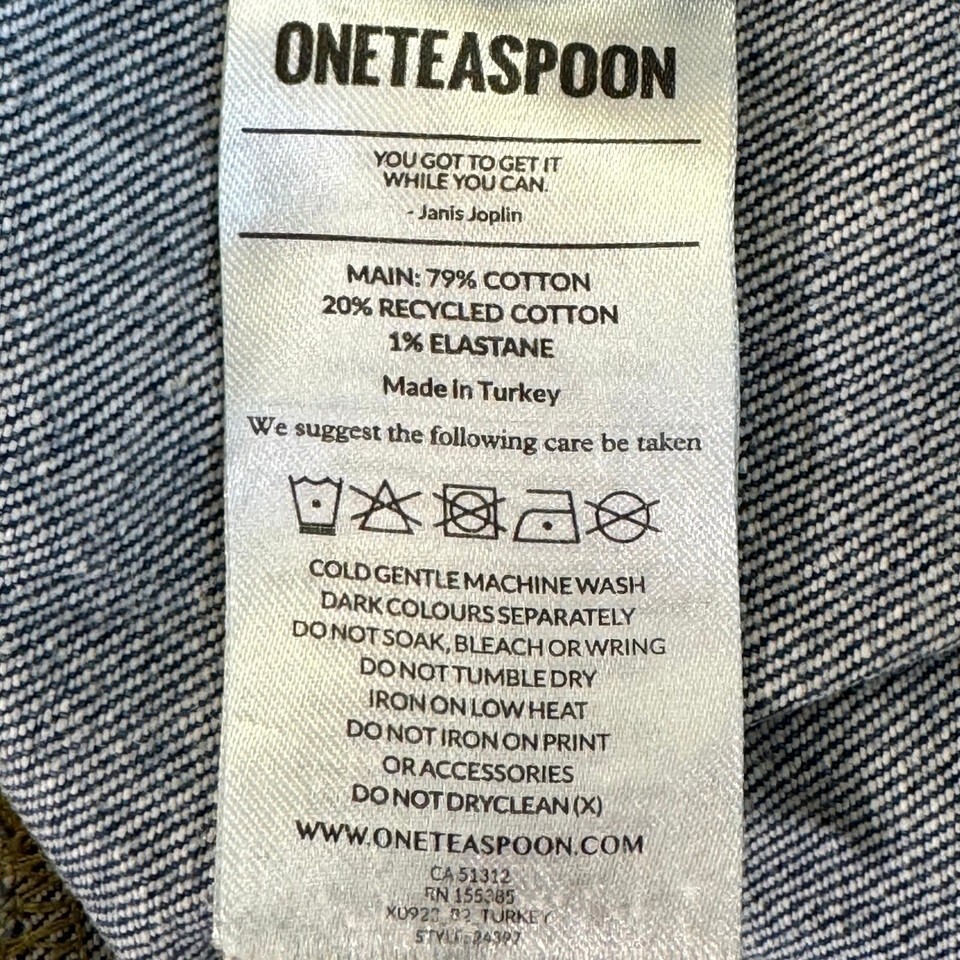 ONETEASPOON
YOU GOT TO GET IT
WHILE YOU CAN.
- Janis Joplin
MAIN: 79% COTTON
20% RECYCLED COTTON
1% ELASTANE
Made In Turkey
We suggest the following care be taken
COLD GENTLE MACHINE WASH
DARK COLOURS SEPARATELY
DO NOT SOAK, BLEACH OR WRING
DO NOT TUMBLE DRY
IRON ON LOW HEAT
DO NOT IRON ON PRINT
OR ACCESSORIES
DO NOT DRYCLEAN (X)
WWW.ONETEASPOON.COM
CA 51312
RN 155385
TURKEY
STYLE: 24397